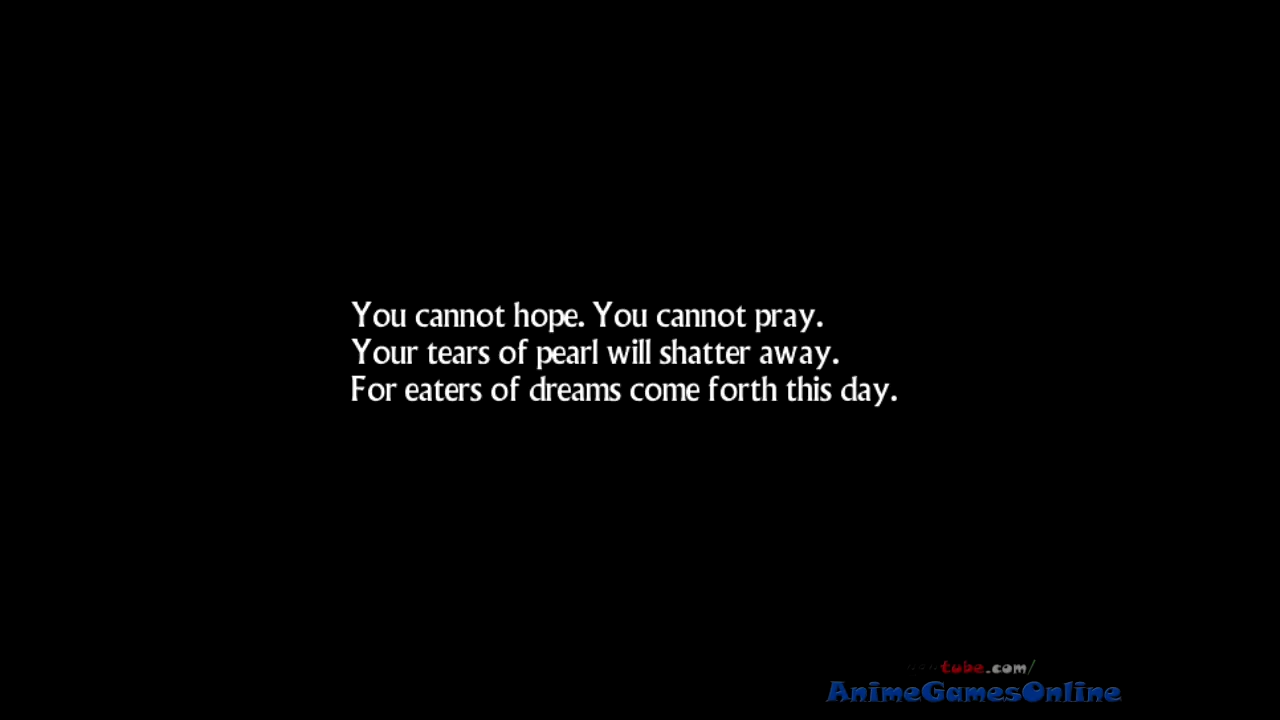 You cannot hope. You cannot pray.
Your tears of pearl will shatter away.
For eaters of dreams come forth this day.
tube.com/
AnimeGamesOnline